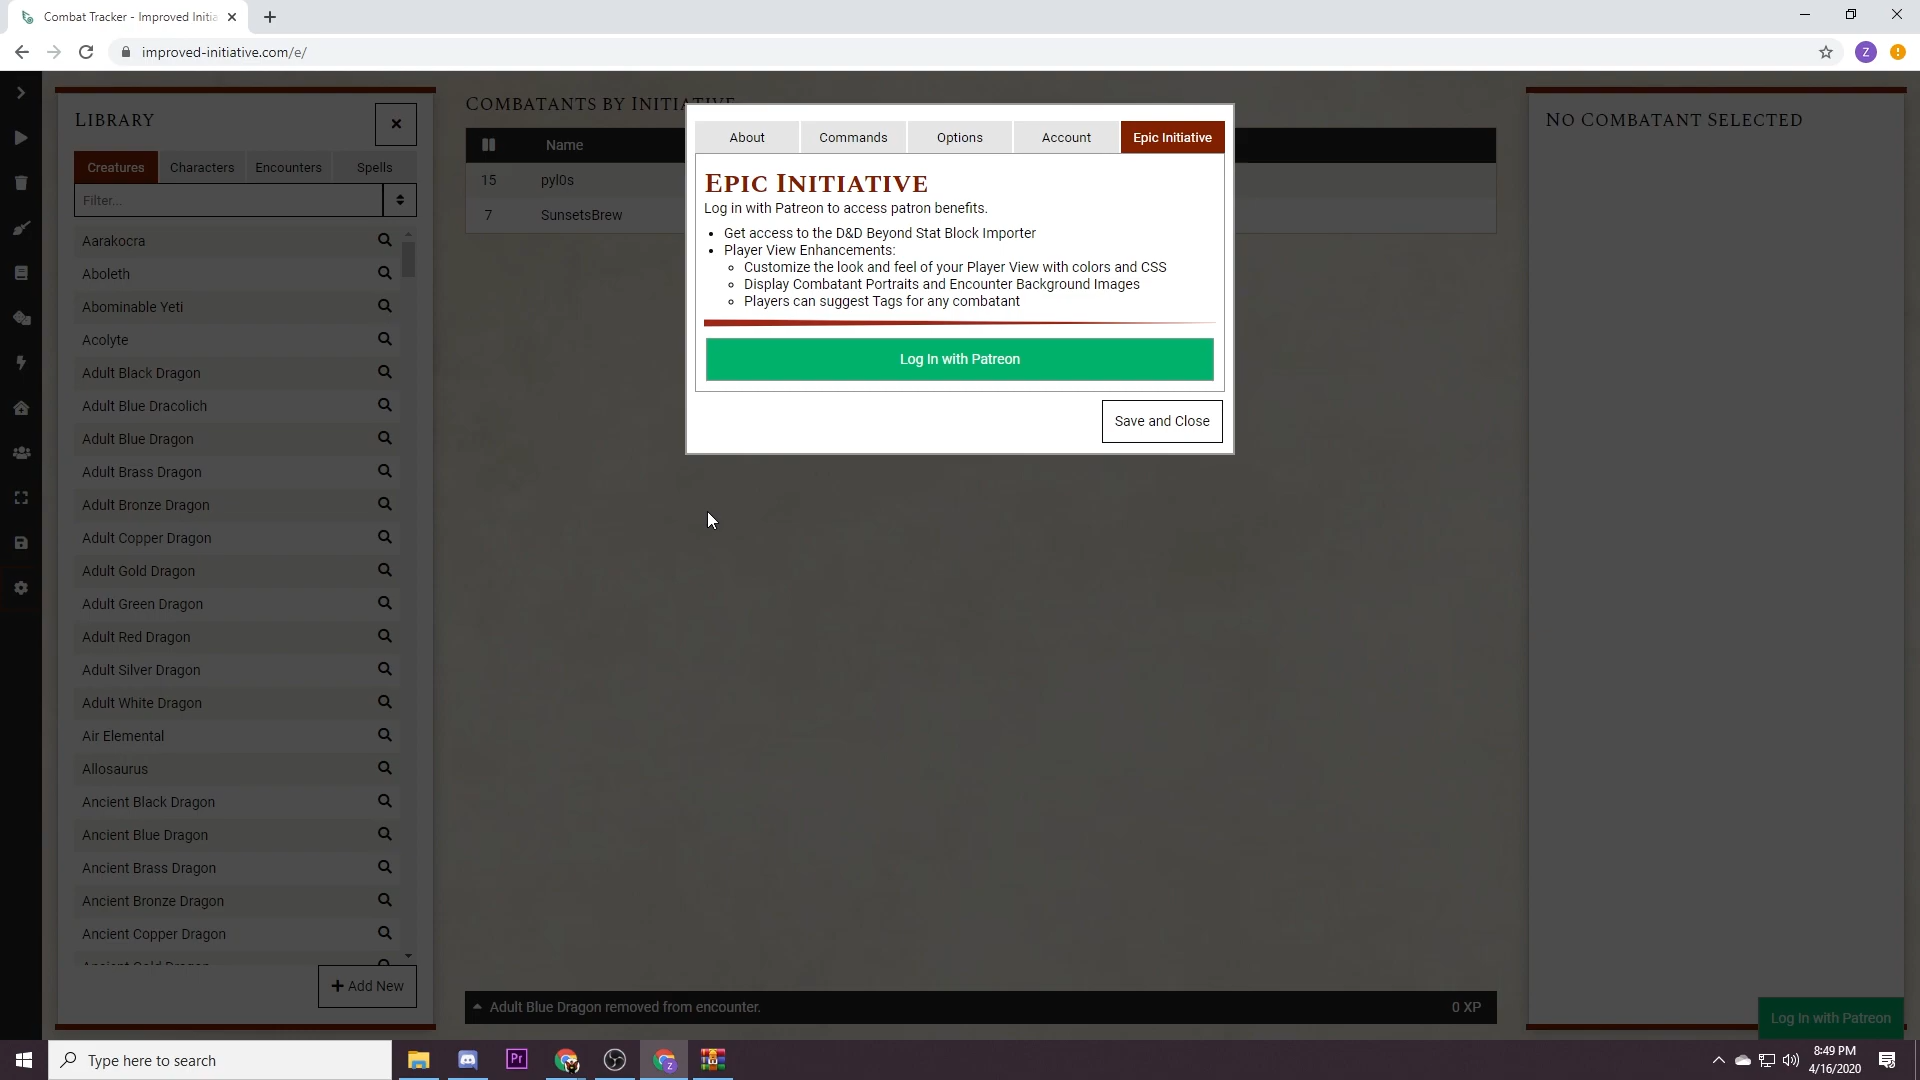 Combat Tracker - Improved Initia
improved-initiative.com/e/
Z
LIBRARY
Creatures
Characters
Encounters
Spells
Filter...
Aarakocra
Aboleth
Abominable Yeti
Acolyte
Adult Black Dragon
Adult Blue Dracolich
Adult Blue Dragon
Adult Brass Dragon
Adult Bronze Dragon
Adult Copper Dragon
Adult Gold Dragon
Adult Green Dragon
Adult Red Dragon
Adult Silver Dragon
Adult White Dragon
Air Elemental
Allosaurus
Ancient Black Dragon
Ancient Blue Dragon
Ancient Brass Dragon
Ancient Bronze Dragon
Ancient Copper Dragon
Add New
COMBATANTS BY INITIATIVE
Name
15 pyl0s
7 SunsetsBrew
About
Commands
Options
Account
Epic Initiative
EPIC INITIATIVE
Log in with Patreon to access patron benefits.
• Get access to the D&D Beyond Stat Block Importer
• Player View Enhancements:
Customize the look and feel of your Player View with colors and CSS
Display Combatant Portraits and Encounter Background Images
Players can suggest Tags for any combatant
Log In with Patreon
Save and Close
Adult Blue Dragon removed from encounter.
0 XP
NO COMBATANT SELECTED
Log In with Patreon
Type here to search
Pr
Z
8:49 PM
4/16/2020